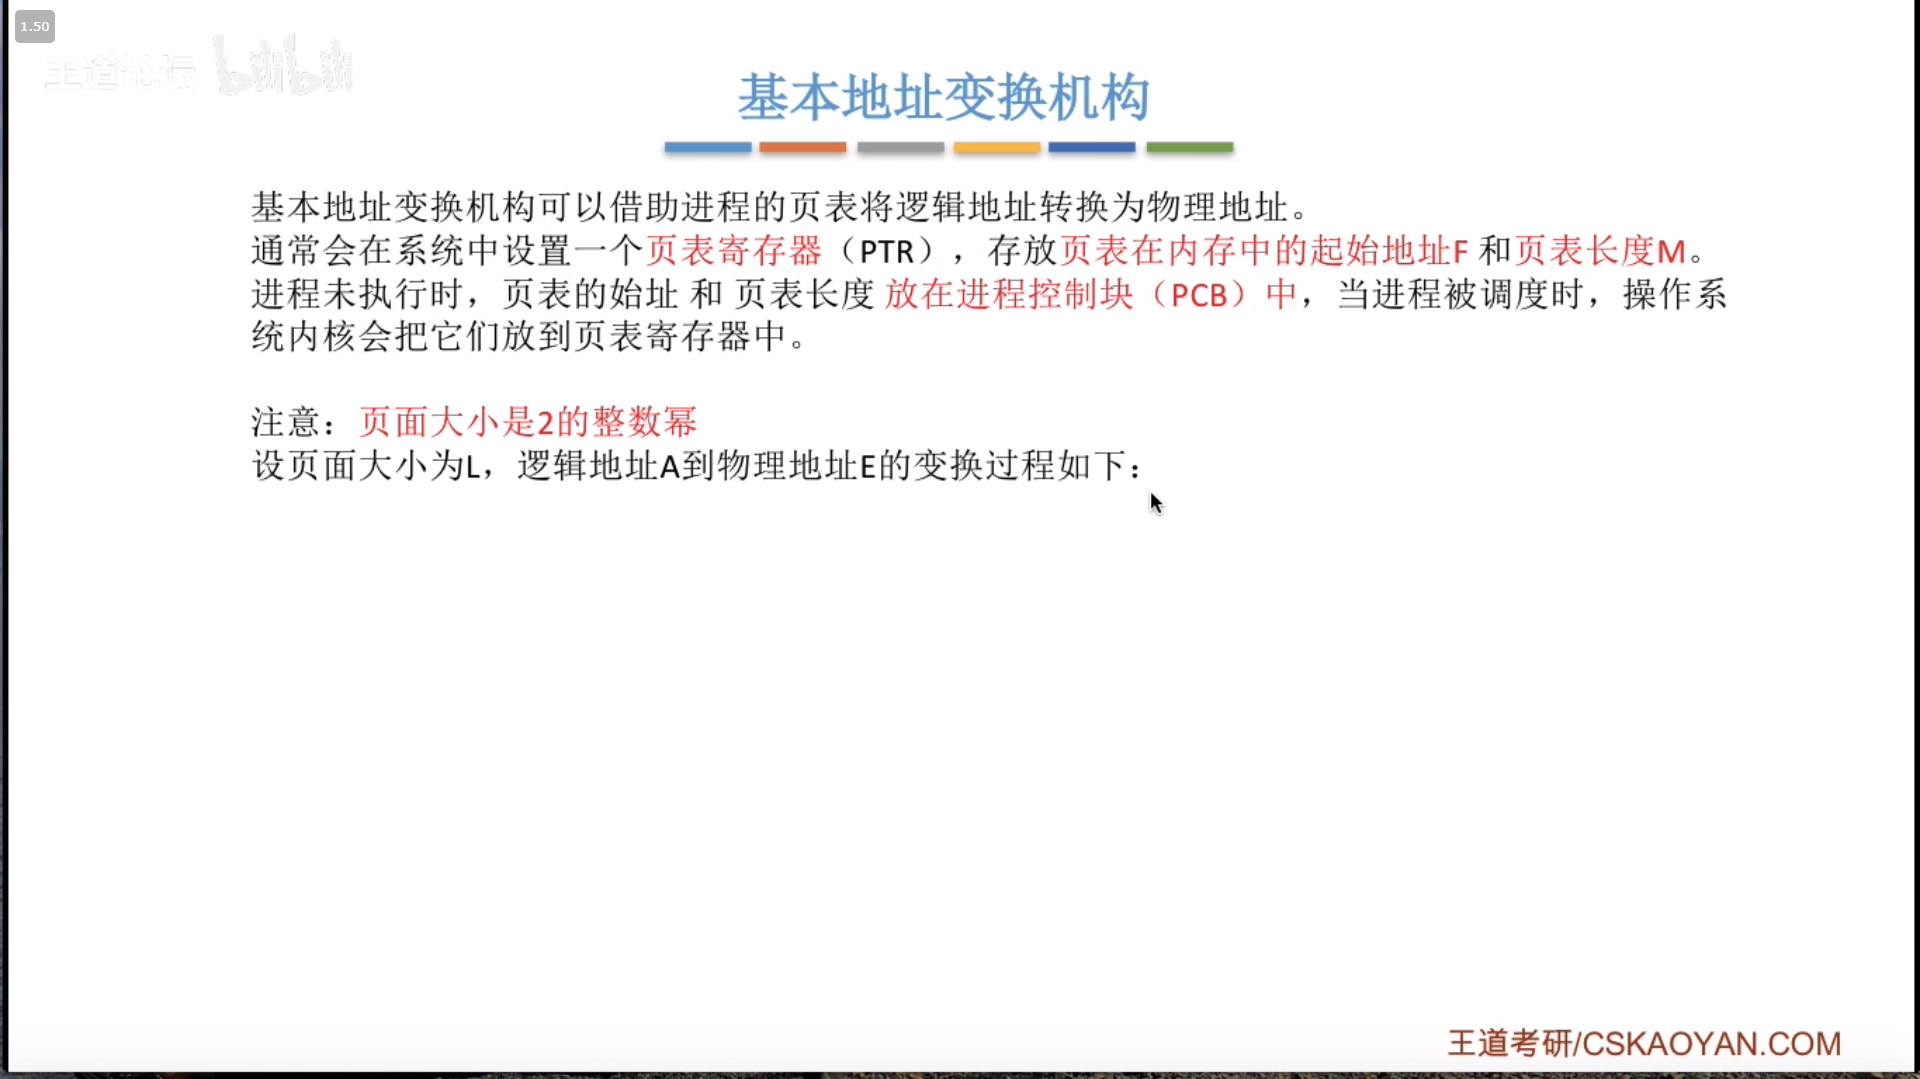 1.50
王道论坛 bilibili
基本地址变换机构
基本地址变换机构可以借助进程的页表将逻辑地址转换为物理地址。
通常会在系统中设置一个页表寄存器（PTR），存放页表在内存中的起始地址F 和页表长度M。
进程未执行时，页表的始址 和 页表长度 放在进程控制块（PCB）中，当进程被调度时，操作系
统内核会把它们放到页表寄存器中。
注意：页面大小是2的整数幂
设页面大小为L，逻辑地址A到物理地址E的变换过程如下：
王道考研/CSKAOYAN.COM